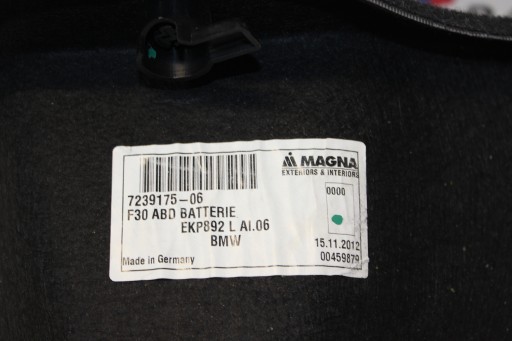 MAGNA
EXTERIORS & INTERIORS
7239175-06
F30 ABD BATTERIE
EKP892 L AI.06
BMW
0000
15.11.2012
00459879
Made in Germany